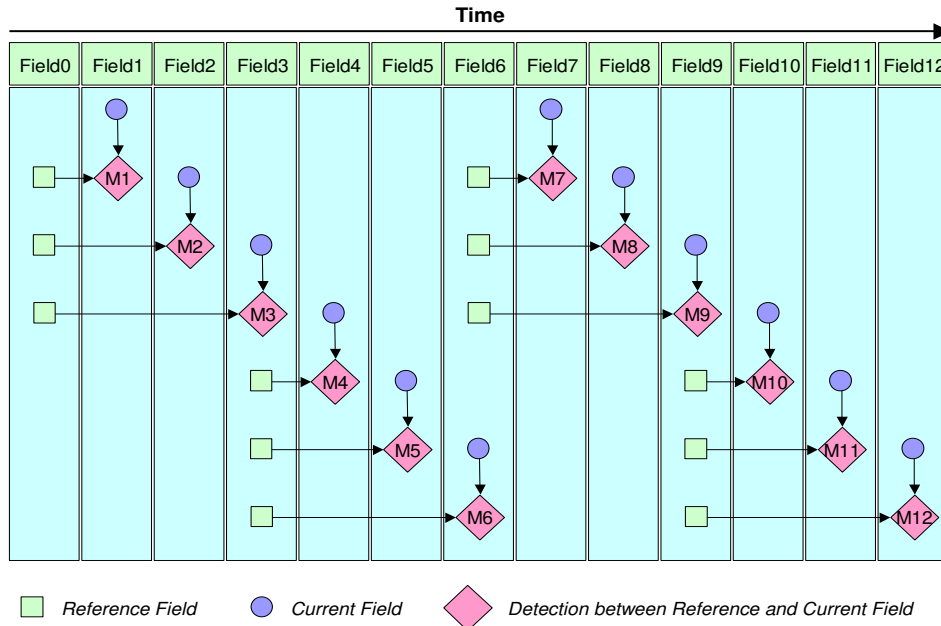 Time
Field0 Field1 Field2 Field3 Field4 Field5 Field6 Field7 Field8 Field9 Field10 Field11 Field12
M1 M7
M2 M8
M3 M9
M4 M10
M5 M11
M6 M12
Reference Field Current Field Detection between Reference and Current Field